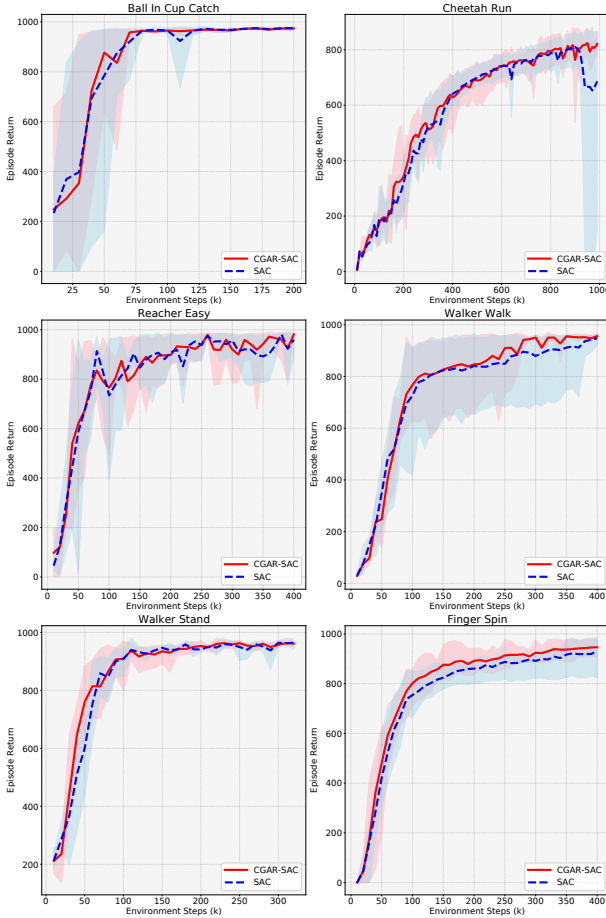 Ball In Cup Catch
1000
800
600
400
200
0
Episode Return
25
50
75
100
125
150
175
200
Environment Steps (k)
CGAR-SAC
SAC
Cheetah Run
1000
800
600
400
200
0
Episode Return
0
200
400
600
800
1000
Environment Steps (k)
CGAR-SAC
SAC
Reacher Easy
1000
800
600
400
200
0
Episode Return
0
50
100
150
200
250
300
350
400
Environment Steps (k)
CGAR-SAC
SAC
Walker Walk
1000
800
600
400
200
0
Episode Return
0
50
100
150
200
250
300
350
400
Environment Steps (k)
CGAR-SAC
SAC
Walker Stand
1000
800
600
400
200
Episode Return
0
50
100
150
200
250
300
Environment Steps (k)
CGAR-SAC
SAC
Finger Spin
1000
800
600
400
200
0
Episode Return
0
50
100
150
200
250
300
350
400
Environment Steps (k)
CGAR-SAC
SAC